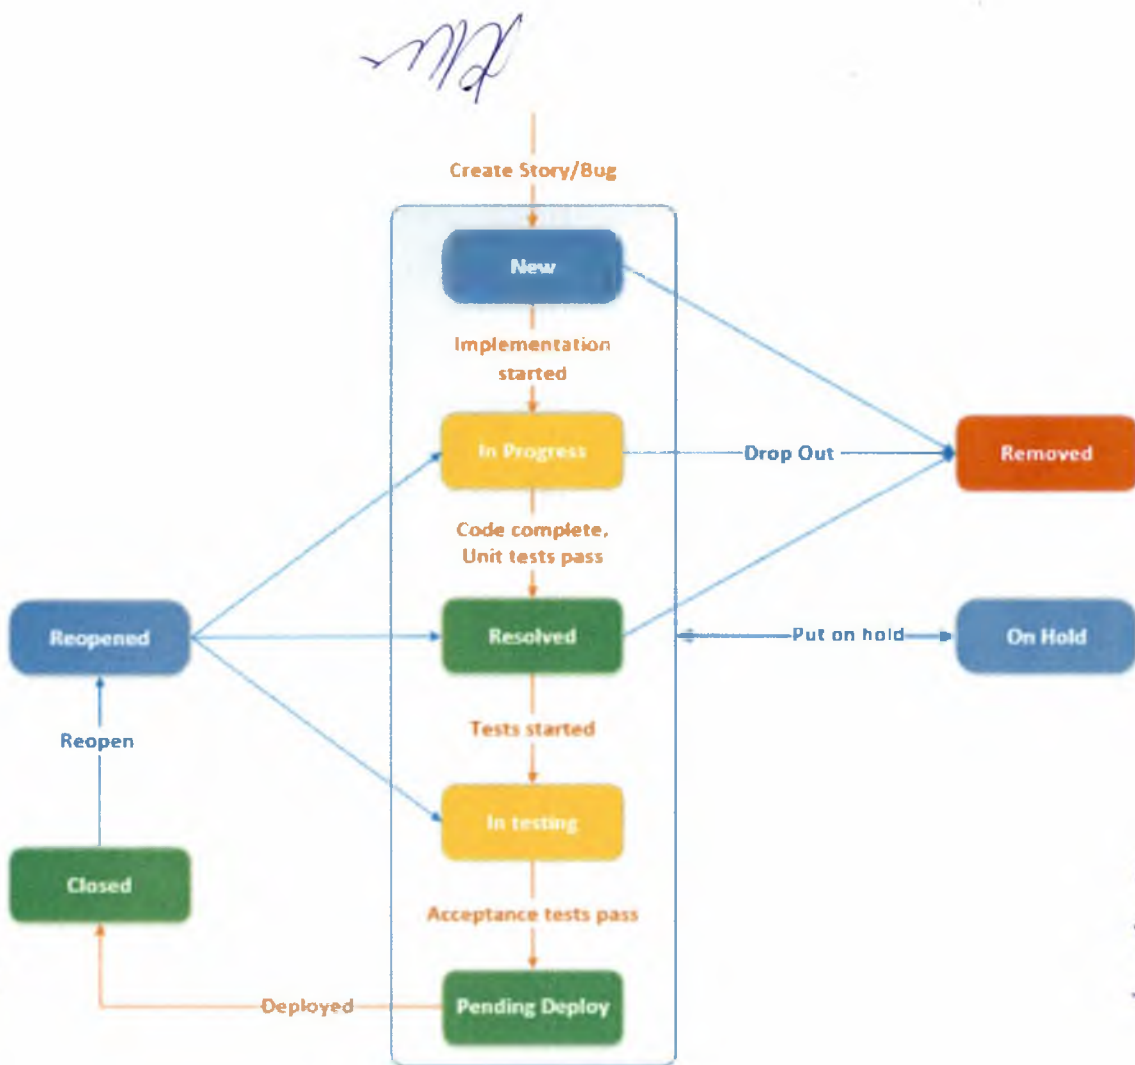 Create Story/Bug
New
Implementation
started
In Progress
Drop Out
Removed
Code complete,
Unit tests pass
Reopened
Resolved
Put on hold
On Hold
Tests started
Reopen
In testing
Closed
Acceptance tests pass
Deployed
Pending Deploy